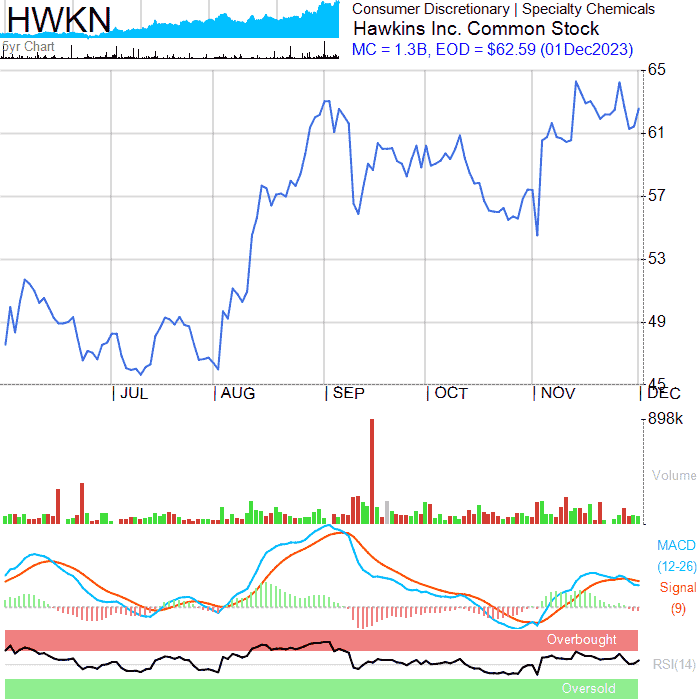 HWKN
5yr Chart
Consumer Discretionary | Specialty Chemicals
Hawkins Inc. Common Stock
MC = 1.3B, EOD = $62.59 (01Dec2023)
65
61
57
53
49
45
JUL
AUG
SEP
OCT
NOV
DEC
898k
Volume
MACD
(12-26)
Signal
(9)
Overbought
RSI(14)
Oversold